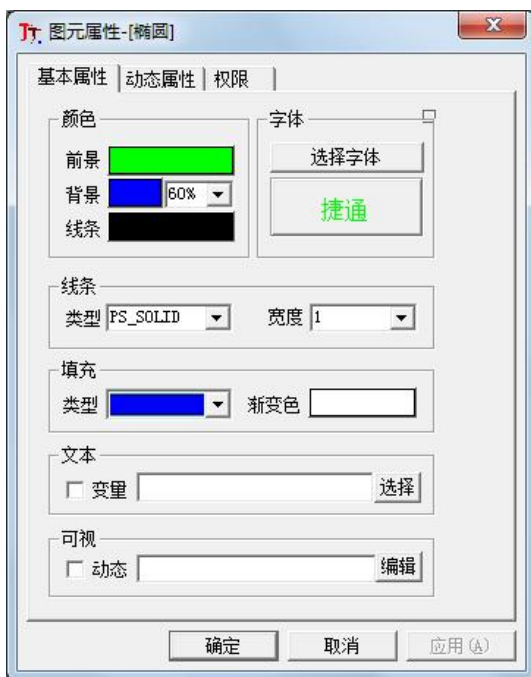 图元属性-[椭圆]
基本属性 动态属性 权限
颜色
前景
背景 60%
线条
字体
选择字体
捷通
线条
类型 PS_SOLID 宽度 1
填充
类型 渐变色
文本
变量 选择
可视
动态 编辑
确定 取消 应用(A)